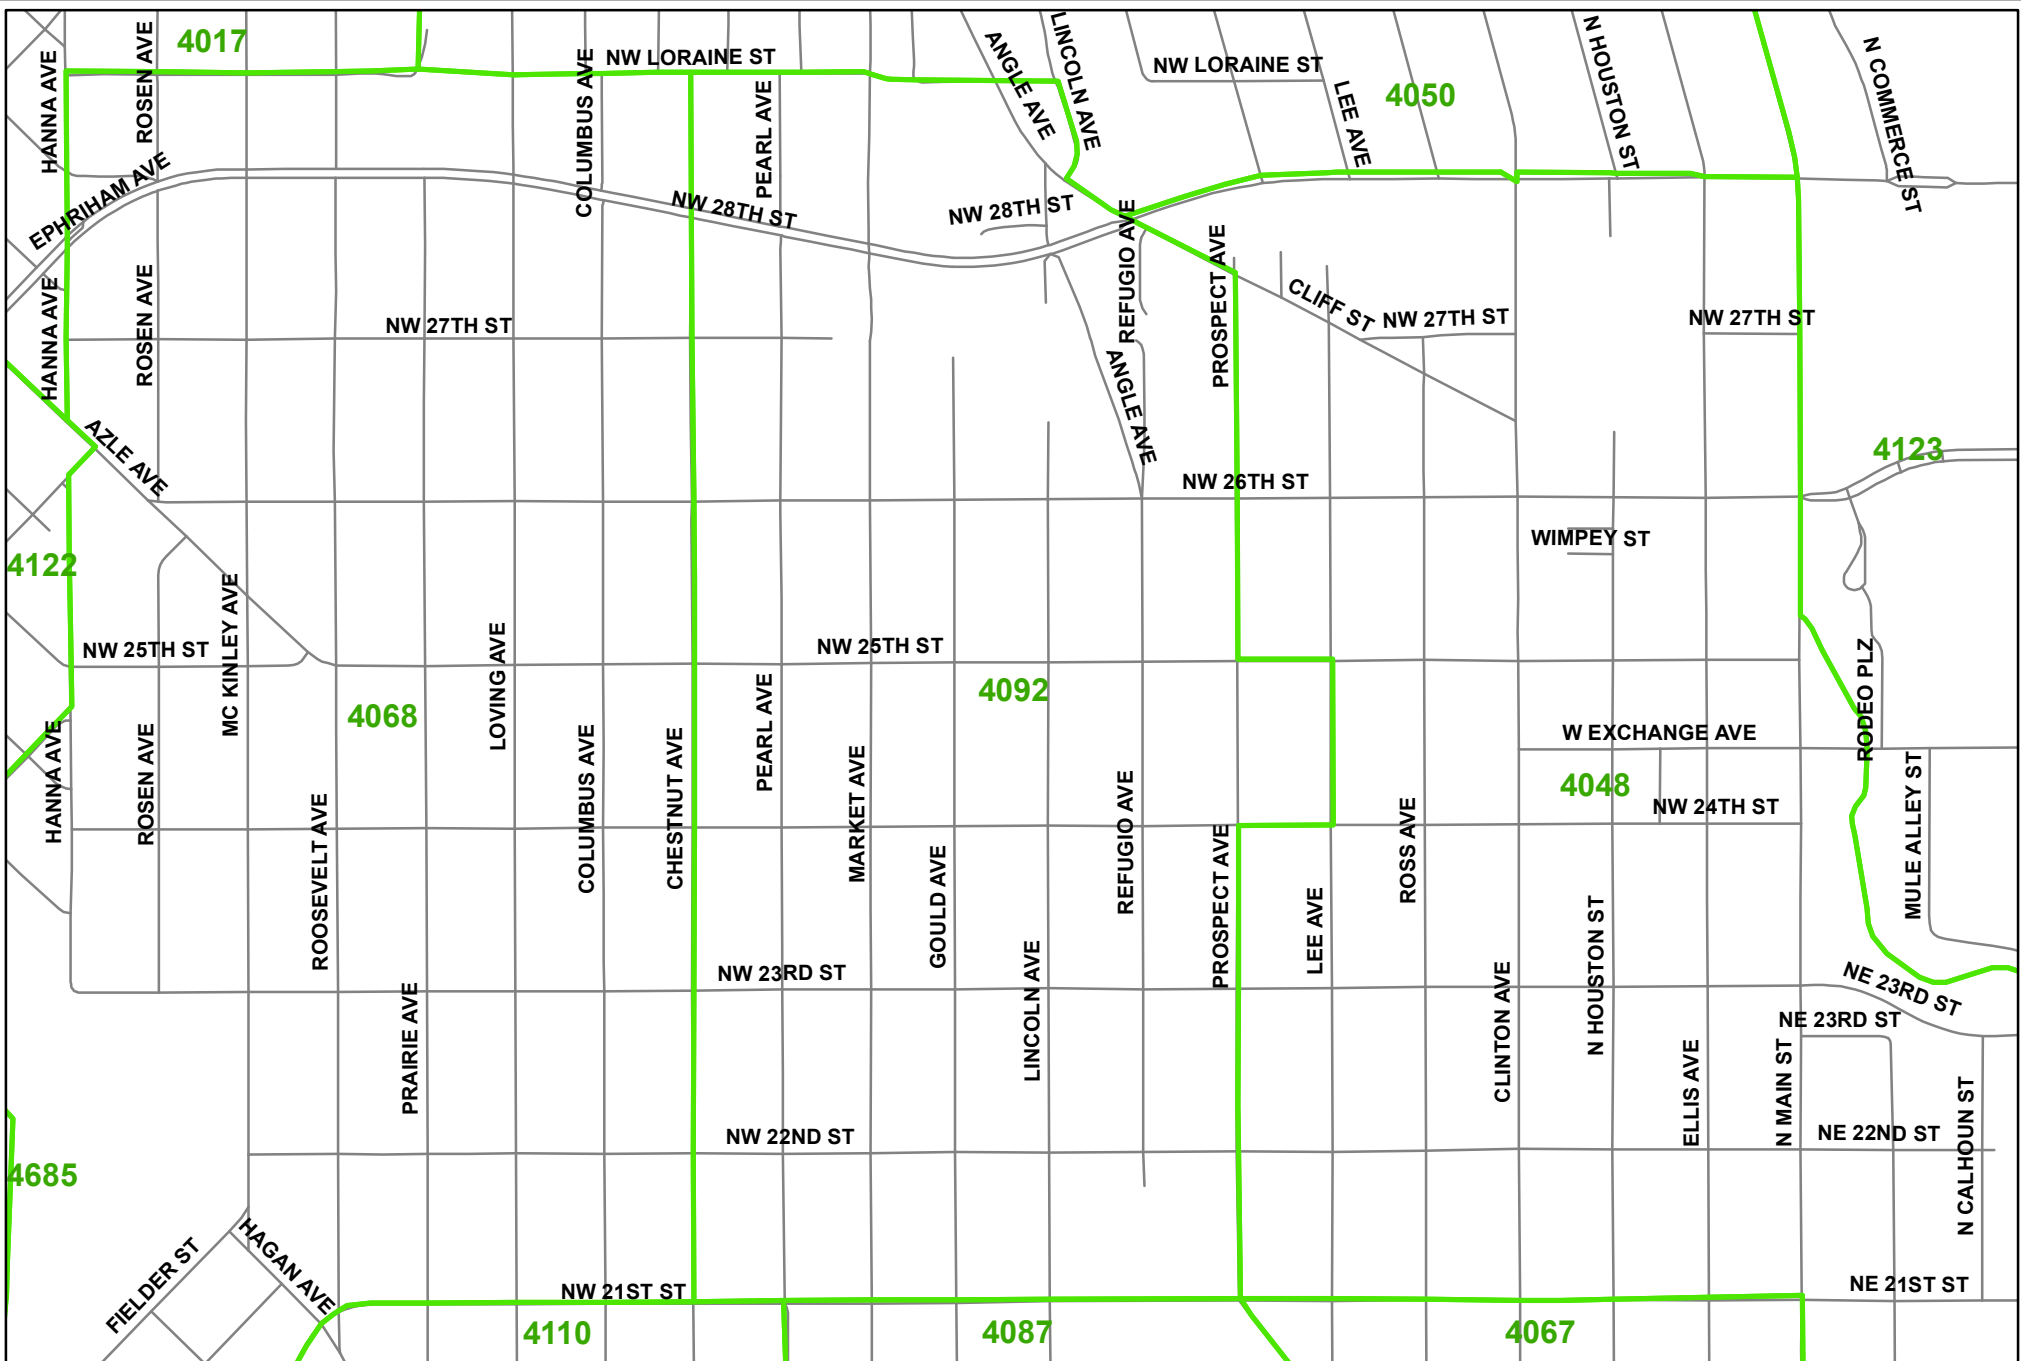 4017
HANNA AVE
ROSEN AVE
COLUMBUS AVE
NW LORAINE ST
PEARL AVE
ANGLE AVE
LINCOLN AVE
NW LORAINE ST
LEE AVE
4050
N HOUSTON ST
N COMMERCE ST
EPHRIHAM AVE
NW 28TH ST
NW 28TH ST
REFUGIO AVE
PROSPECT AVE
CLIFF ST
HANNA AVE
ROSEN AVE
NW 27TH ST
NW 27TH ST
NW 27TH ST
ANGLE AVE
AZLE AVE
4123
NW 26TH ST
WIMPEY ST
4122
MC KINLEY AVE
NW 25TH ST
LOVING AVE
NW 25TH ST
4068
4092
PEARL AVE
RODEO PLZ
HANNA AVE
ROSEN AVE
COLUMBUS AVE
CHESTNUT AVE
MARKET AVE
W EXCHANGE AVE
4048
NW 24TH ST
MULE ALLEY ST
ROOSEVELT AVE
GOULD AVE
REFUGIO AVE
PROSPECT AVE
LEE AVE
ROSS AVE
N HOUSTON ST
NW 23RD ST
LINCOLN AVE
CLINTON AVE
NE 23RD ST
NE 23RD ST
PRAIRIE AVE
ELLIS AVE
N MAIN ST
N CALHOUN ST
NW 22ND ST
NE 22ND ST
4685
FIELDER ST
HAGAN AVE
NW 21ST ST
NE 21ST ST
4110
4087
4067